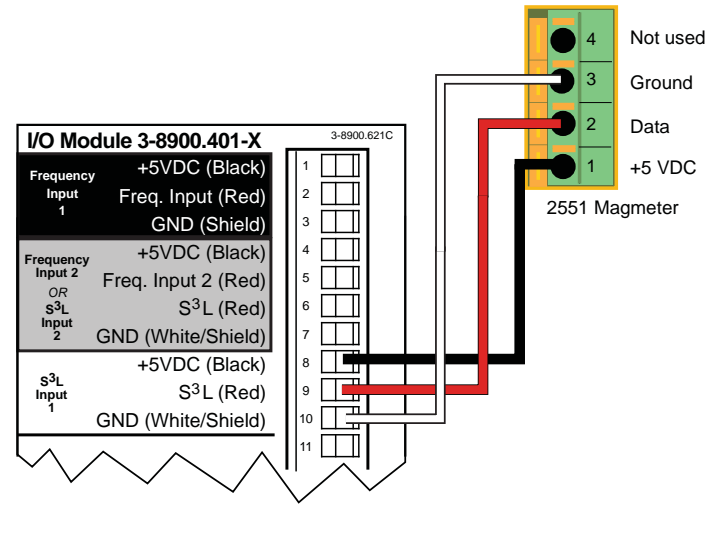 4 Not used
3 Ground
2 Data
1 +5 VDC
2551 Magmeter
I/O Module 3-8900.401-X
3-8900.621C
Frequency
Input
1
+5VDC (Black)
Freq. Input (Red)
GND (Shield)
1
2
3
Frequency
Input 2
OR
S3L
Input
2
+5VDC (Black)
Freq. Input 2 (Red)
S3L (Red)
GND (White/Shield)
4
5
6
7
S3L
Input
1
+5VDC (Black)
S3L (Red)
GND (White/Shield)
8
9
10
11